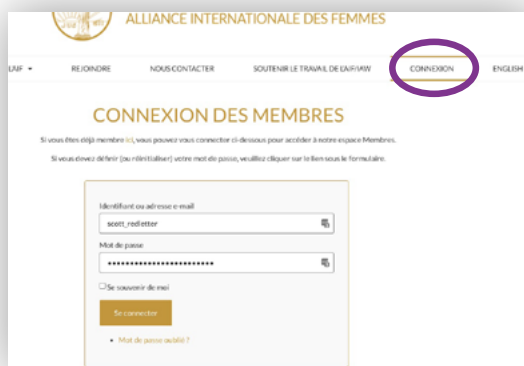 ALLIANCE INTERNATIONALE DES FEMMES
L'AIF REJOINDRE NOUS CONTACTER SOUTENIR LE TRAVAIL DE L'AIF/IAW CONNEXION ENGLISH
CONNEXION DES MEMBRES
Si vous êtes déjà membre ici, vous pouvez vous connecter ci-dessous pour accéder à notre espace Membres.
Si vous devez définir (ou réinitialiser) votre mot de passe, veuillez cliquer sur le lien sous le formulaire.
Identifiant ou adresse e-mail
scott_redletter
Mot de passe
Se souvenir de moi
Se connecter
Mot de passe oublié ?